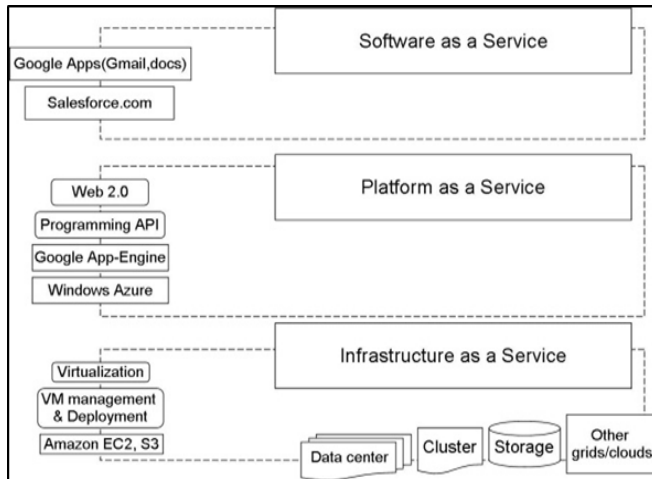 Software as a Service
Google Apps(Gmail,docs)
Salesforce.com
Platform as a Service
Web 2.0
Programming API
Google App-Engine
Windows Azure
Infrastructure as a Service
Virtualization
VM management
& Deployment
Amazon EC2, S3
Data center
Cluster
Storage
Other
grids/clouds